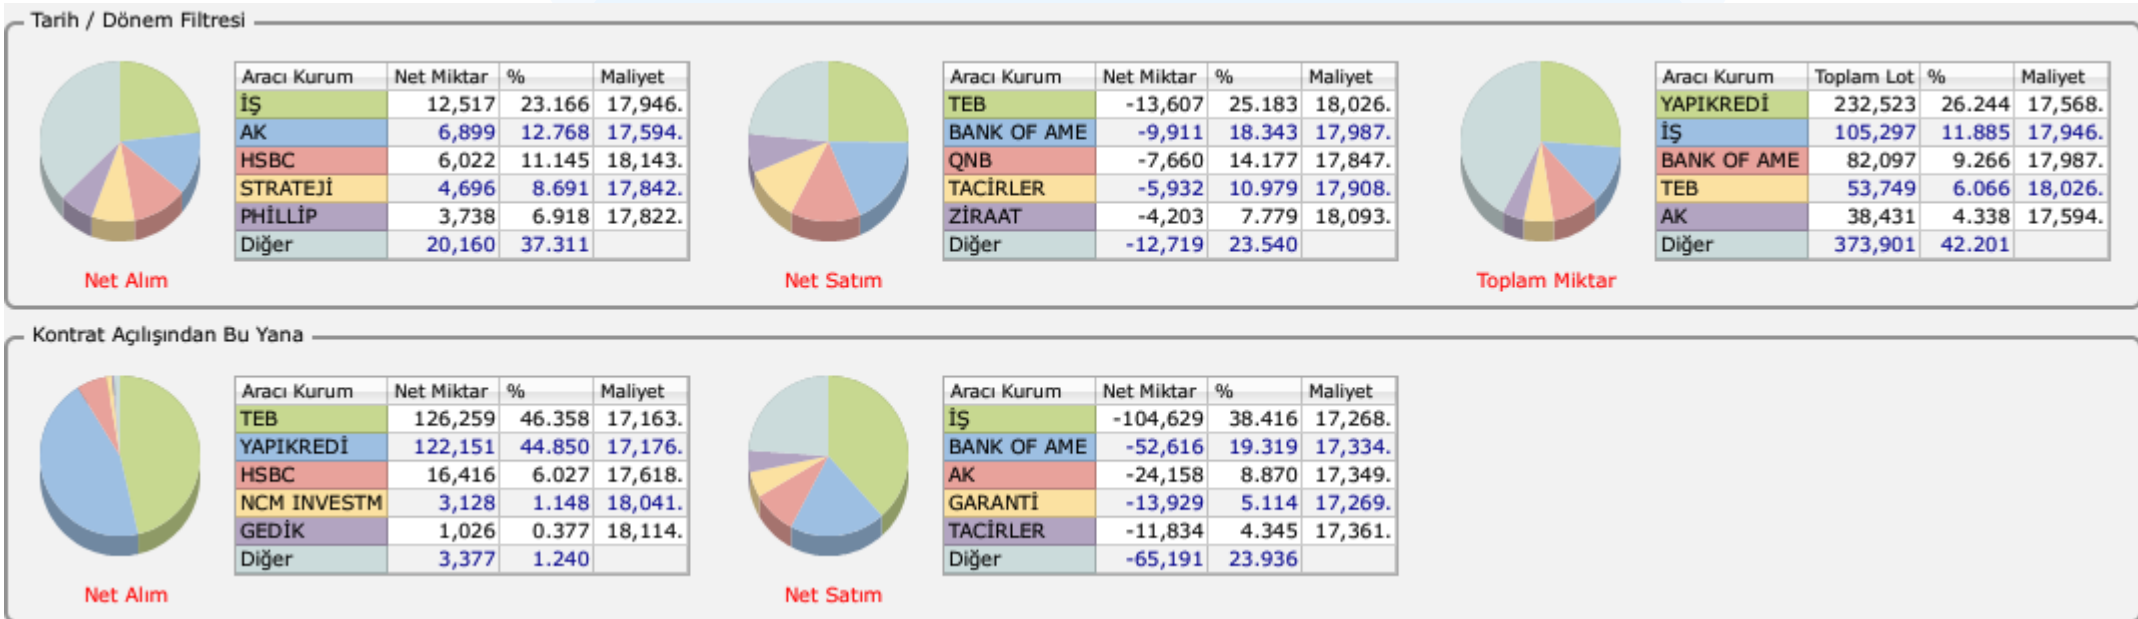 Tarih / Dönem Filtresi
Aracı Kurum Net Miktar % Maliyet
İŞ 12,517 23.166 17,946.
AK 6,899 12.768 17,594.
HSBC 6,022 11.145 18,143.
STRATEJİ 4,696 8.691 17,842.
PHİLLİP 3,738 6.918 17,822.
Diğer 20,160 37.311
Net Alım
Aracı Kurum Net Miktar % Maliyet
TEB -13,607 25.183 18,026.
BANK OF AME -9,911 18.343 17,987.
QNB -7,660 14.177 17,847.
TACİRLER -5,932 10.979 17,908.
ZİRAAT -4,203 7.779 18,093.
Diğer -12,719 23.540
Net Satım
Aracı Kurum Toplam Lot % Maliyet
YAPIKREDİ 232,523 26.244 17,568.
İŞ 105,297 11.885 17,946.
BANK OF AME 82,097 9.266 17,987.
TEB 53,749 6.066 18,026.
AK 38,431 4.338 17,594.
Diğer 373,901 42.201
Toplam Miktar
Kontrat Açılışından Bu Yana
Aracı Kurum Net Miktar % Maliyet
TEB 126,259 46.358 17,163.
YAPIKREDİ 122,151 44.850 17,176.
HSBC 16,416 6.027 17,618.
NCM INVESTM 3,128 1.148 18,041.
GEDİK 1,026 0.377 18,114.
Diğer 3,377 1.240
Net Alım
Aracı Kurum Net Miktar % Maliyet
İŞ -104,629 38.416 17,268.
BANK OF AME -52,616 19.319 17,334.
AK -24,158 8.870 17,349.
GARANTİ -13,929 5.114 17,269.
TACİRLER -11,834 4.345 17,361.
Diğer -65,191 23.936
Net Satım